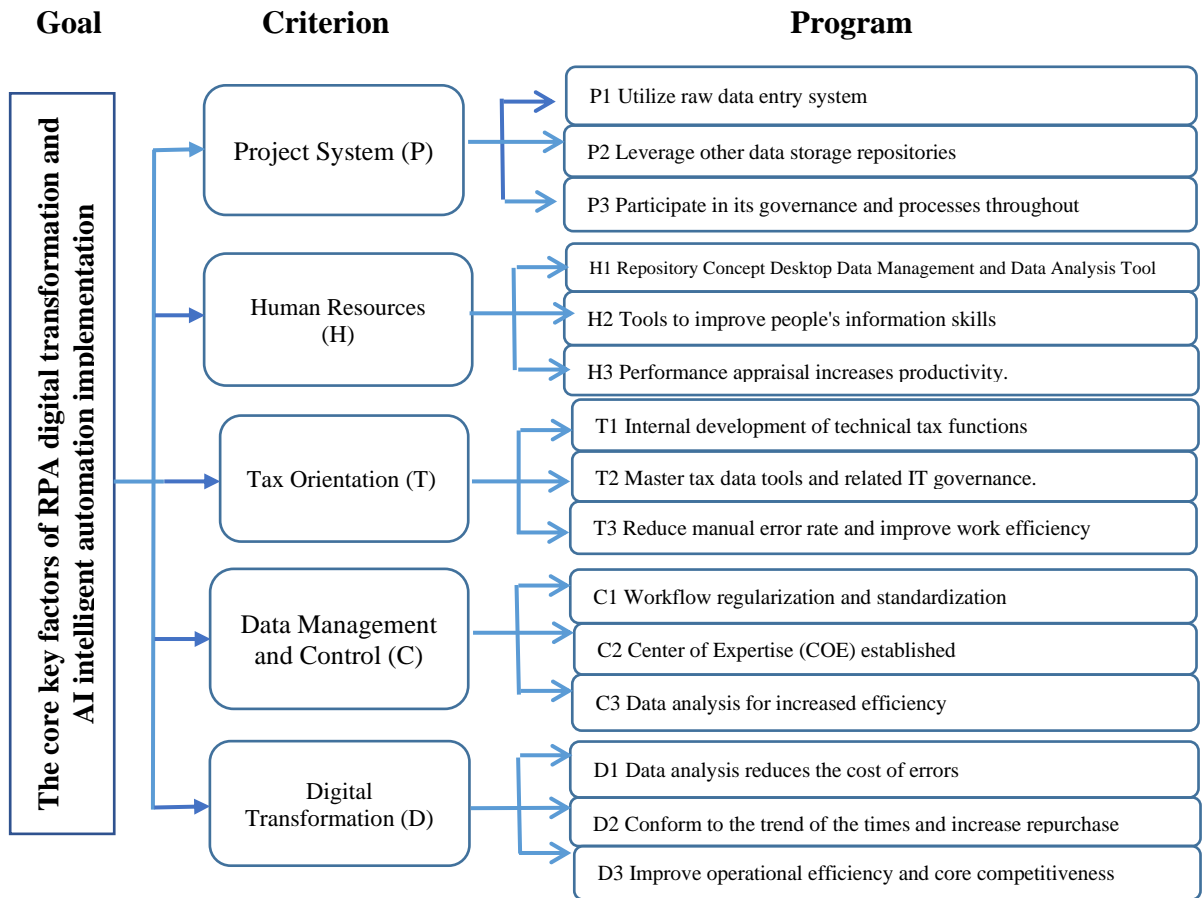 Goal
Criterion
Program
The core key factors of RPA digital transformation and
AI intelligent automation implementation
Project System (P)
P1 Utilize raw data entry system
P2 Leverage other data storage repositories
P3 Participate in its governance and processes throughout
Human Resources
(H)
H1 Repository Concept Desktop Data Management and Data Analysis Tool
H2 Tools to improve people's information skills
H3 Performance appraisal increases productivity.
Tax Orientation (T)
T1 Internal development of technical tax functions
T2 Master tax data tools and related IT governance.
T3 Reduce manual error rate and improve work efficiency
Data Management
and Control (C)
C1 Workflow regularization and standardization
C2 Center of Expertise (COE) established
C3 Data analysis for increased efficiency
Digital
Transformation (D)
D1 Data analysis reduces the cost of errors
D2 Conform to the trend of the times and increase repurchase
D3 Improve operational efficiency and core competitiveness